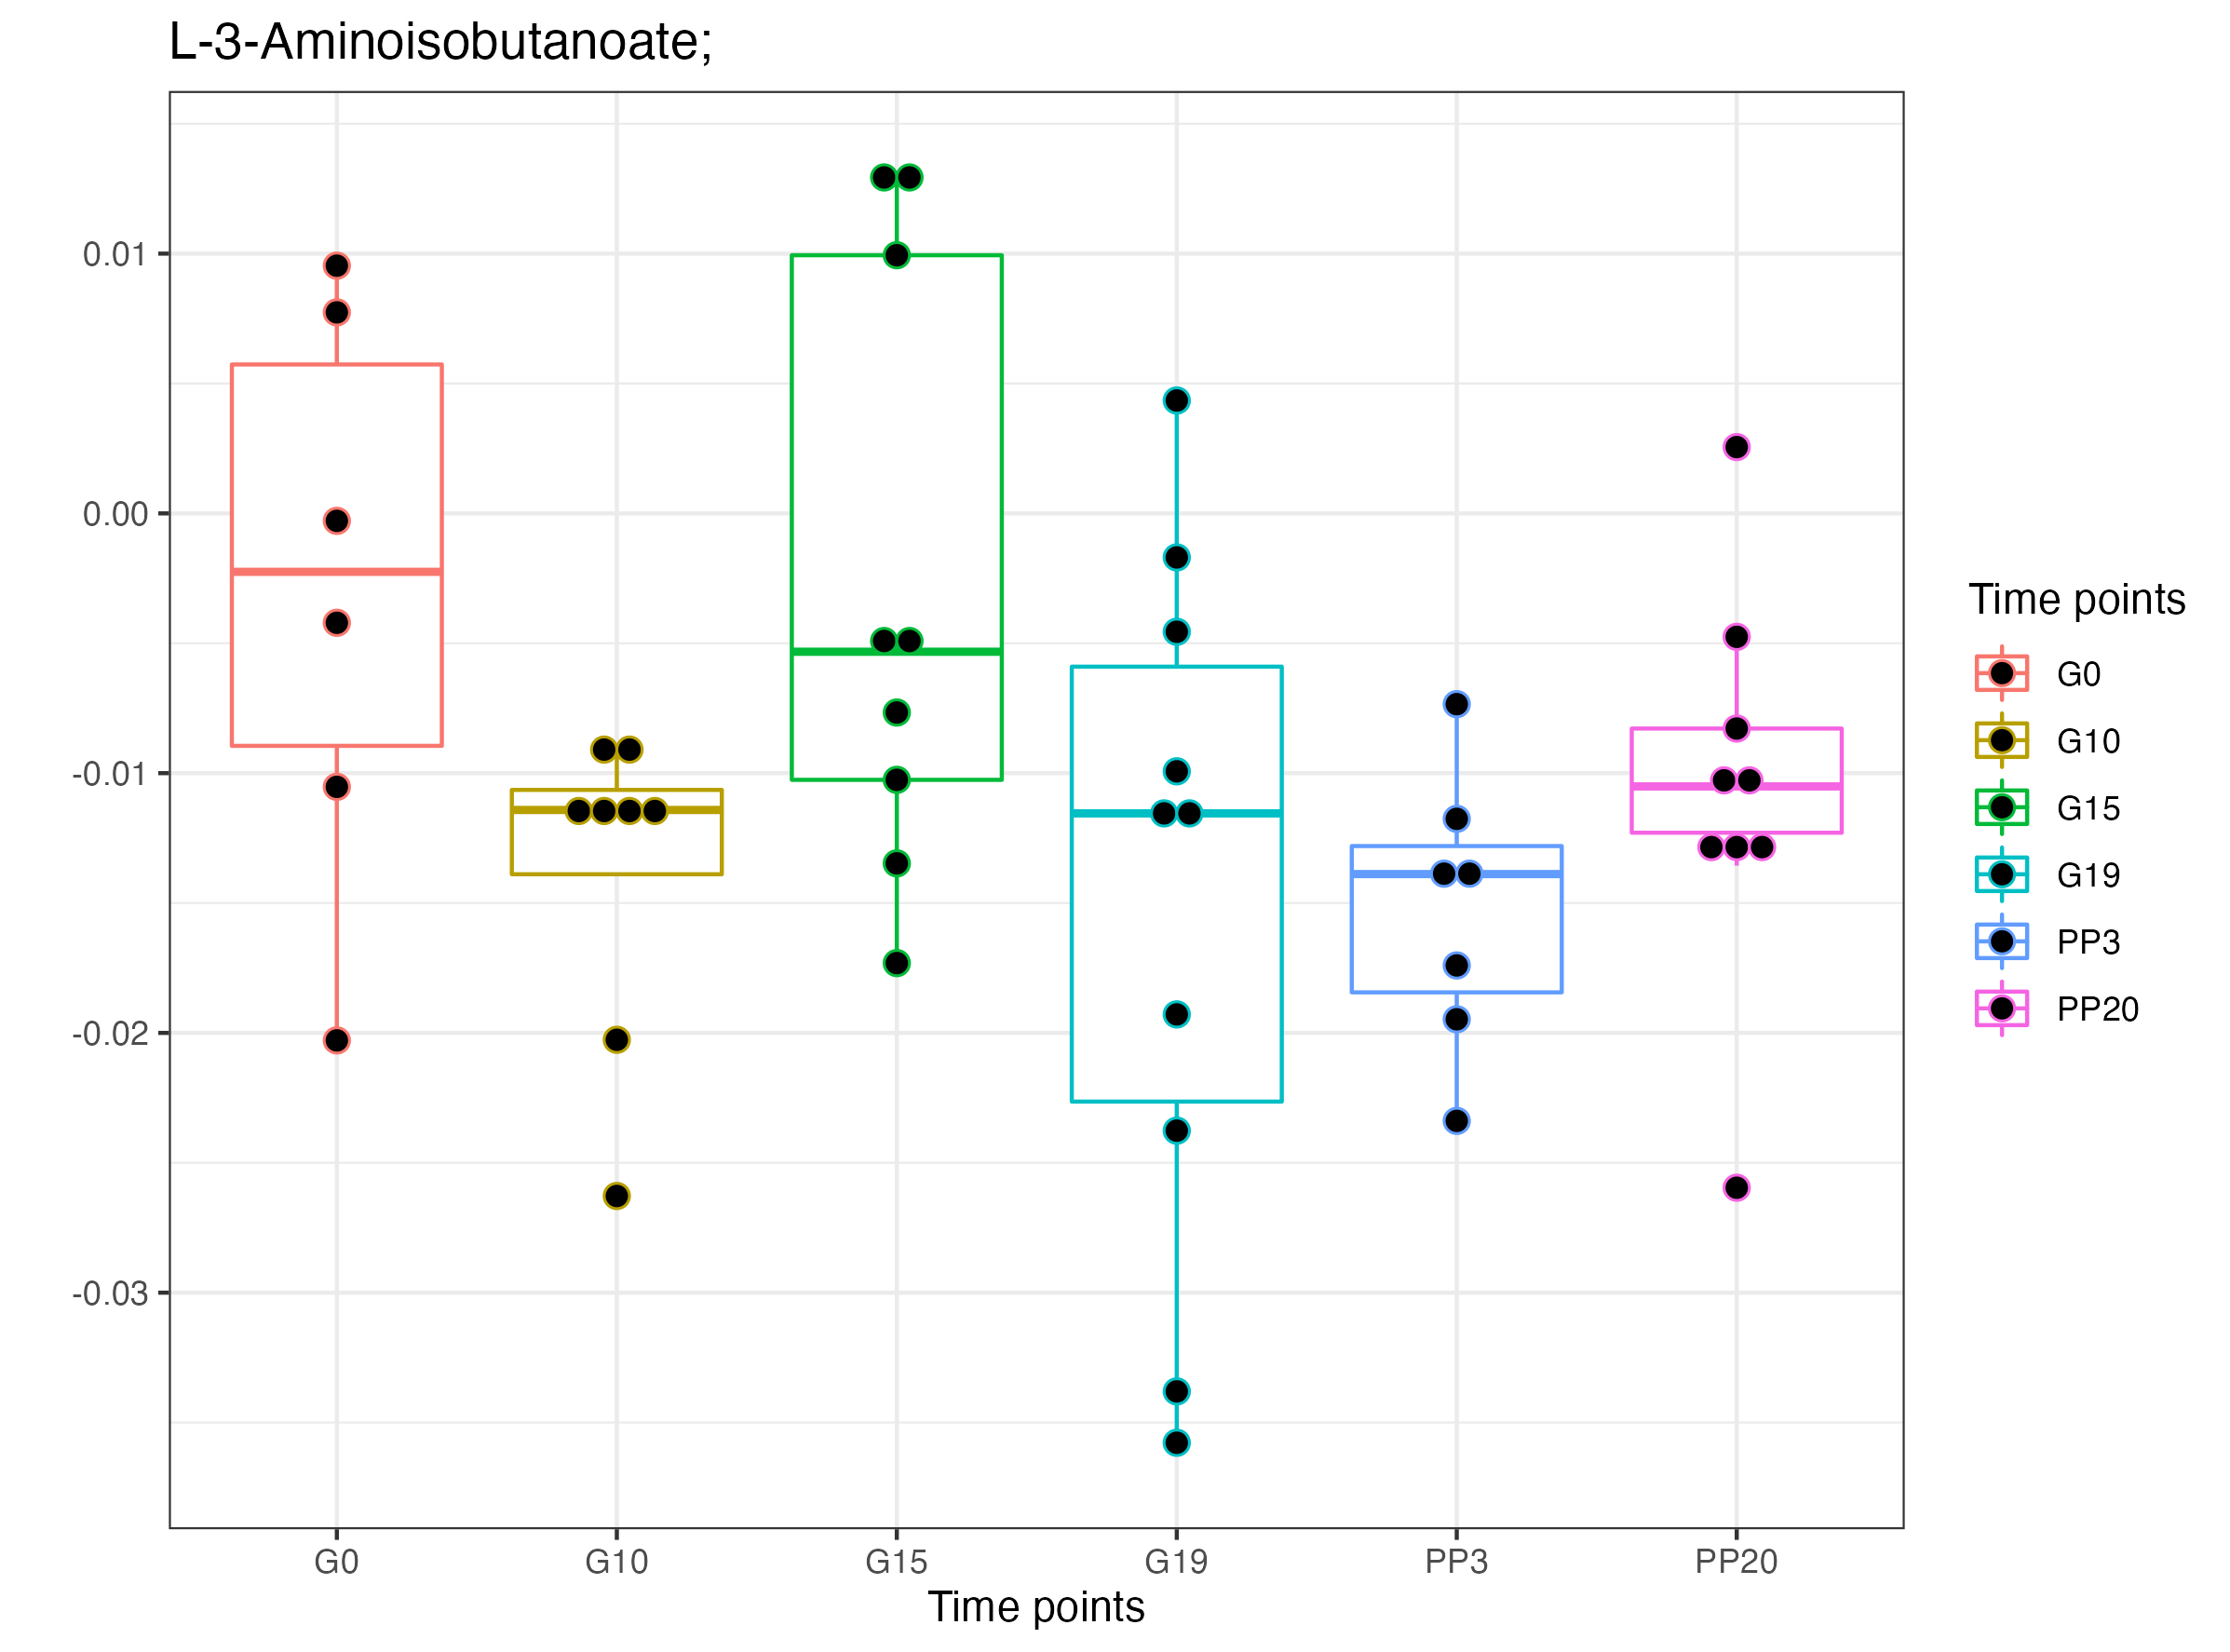 L-3-Aminoisobutanoate;
0.01
0.00
-0.01
-0.02
-0.03
G0 G10 G15 G19 PP3 PP20
Time points
Time points
G0
G10
G15
G19
PP3
PP20